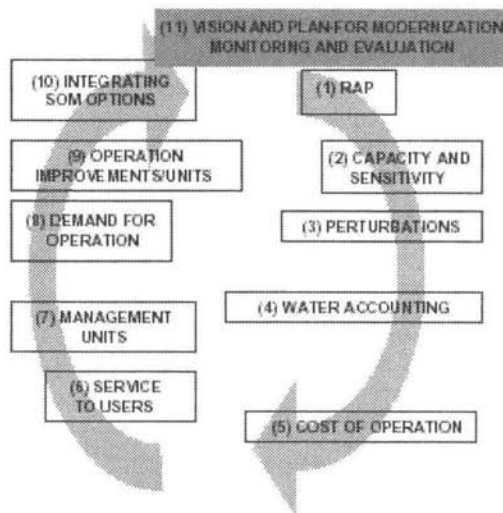 (11) VISION AND PLAN FOR MODERNIZATION
MONITORING AND EVALUATION
(1) RAP
(2) CAPACITY AND
SENSITIVITY
(3) PERTURBATIONS
(4) WATER ACCOUNTING
(5) COST OF OPERATION
(6) SERVICE
TO USERS
(7) MANAGEMENT
UNITS
(8) DEMAND FOR
OPERATION
(9) OPERATION
IMPROVEMENTS/UNITS
(10) INTEGRATING
SOM OPTIONS